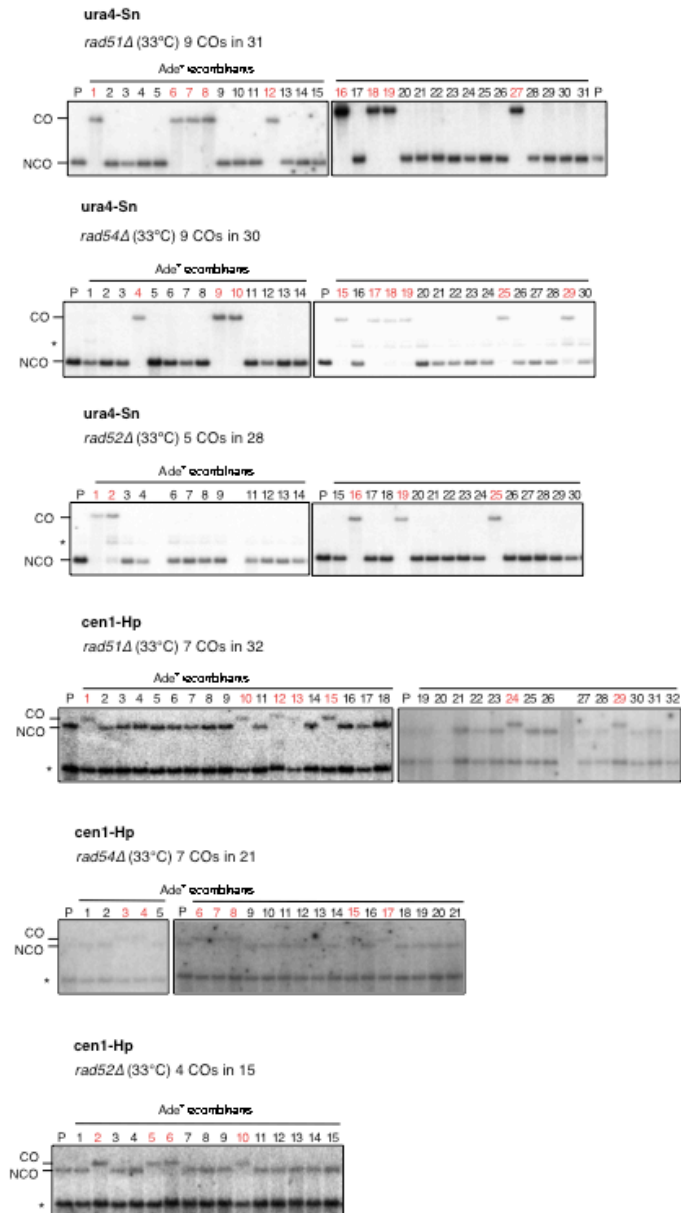 ura4-Sn
rad51Δ (33°C) 9 COs in 31
Ade⁺ recombinants
P 1 2 3 4 5 6 7 8 9 10 11 12 13 14 15 16 17 18 19 20 21 22 23 24 25 26 27 28 29 30 31 P
CO
NCO
ura4-Sn
rad54Δ (33°C) 9 COs in 30
Ade⁺ recombinants
P 1 2 3 4 5 6 7 8 9 10 11 12 13 14 P 15 16 17 18 19 20 21 22 23 24 25 26 27 28 29 30
CO
*
NCO
ura4-Sn
rad52Δ (33°C) 5 COs in 28
Ade⁺ recombinants
P 1 2 3 4 6 7 8 9 11 12 13 14 P 15 16 17 18 19 20 21 22 23 24 25 26 27 28 29 30
CO
*
NCO
cen1-Hp
rad51Δ (33°C) 7 COs in 32
Ade⁺ recombinants
P 1 2 3 4 5 6 7 8 9 10 11 12 13 14 15 16 17 18 P 19 20 21 22 23 24 25 26 27 28 29 30 31 32
CO
NCO
*
cen1-Hp
rad54Δ (33°C) 7 COs in 21
Ade⁺ recombinants
P 1 2 3 4 5 P 6 7 8 9 10 11 12 13 14 15 16 17 18 19 20 21
CO
NCO
*
cen1-Hp
rad52Δ (33°C) 4 COs in 15
Ade⁺ recombinants
P 1 2 3 4 5 6 7 8 9 10 11 12 13 14 15
CO
NCO
*